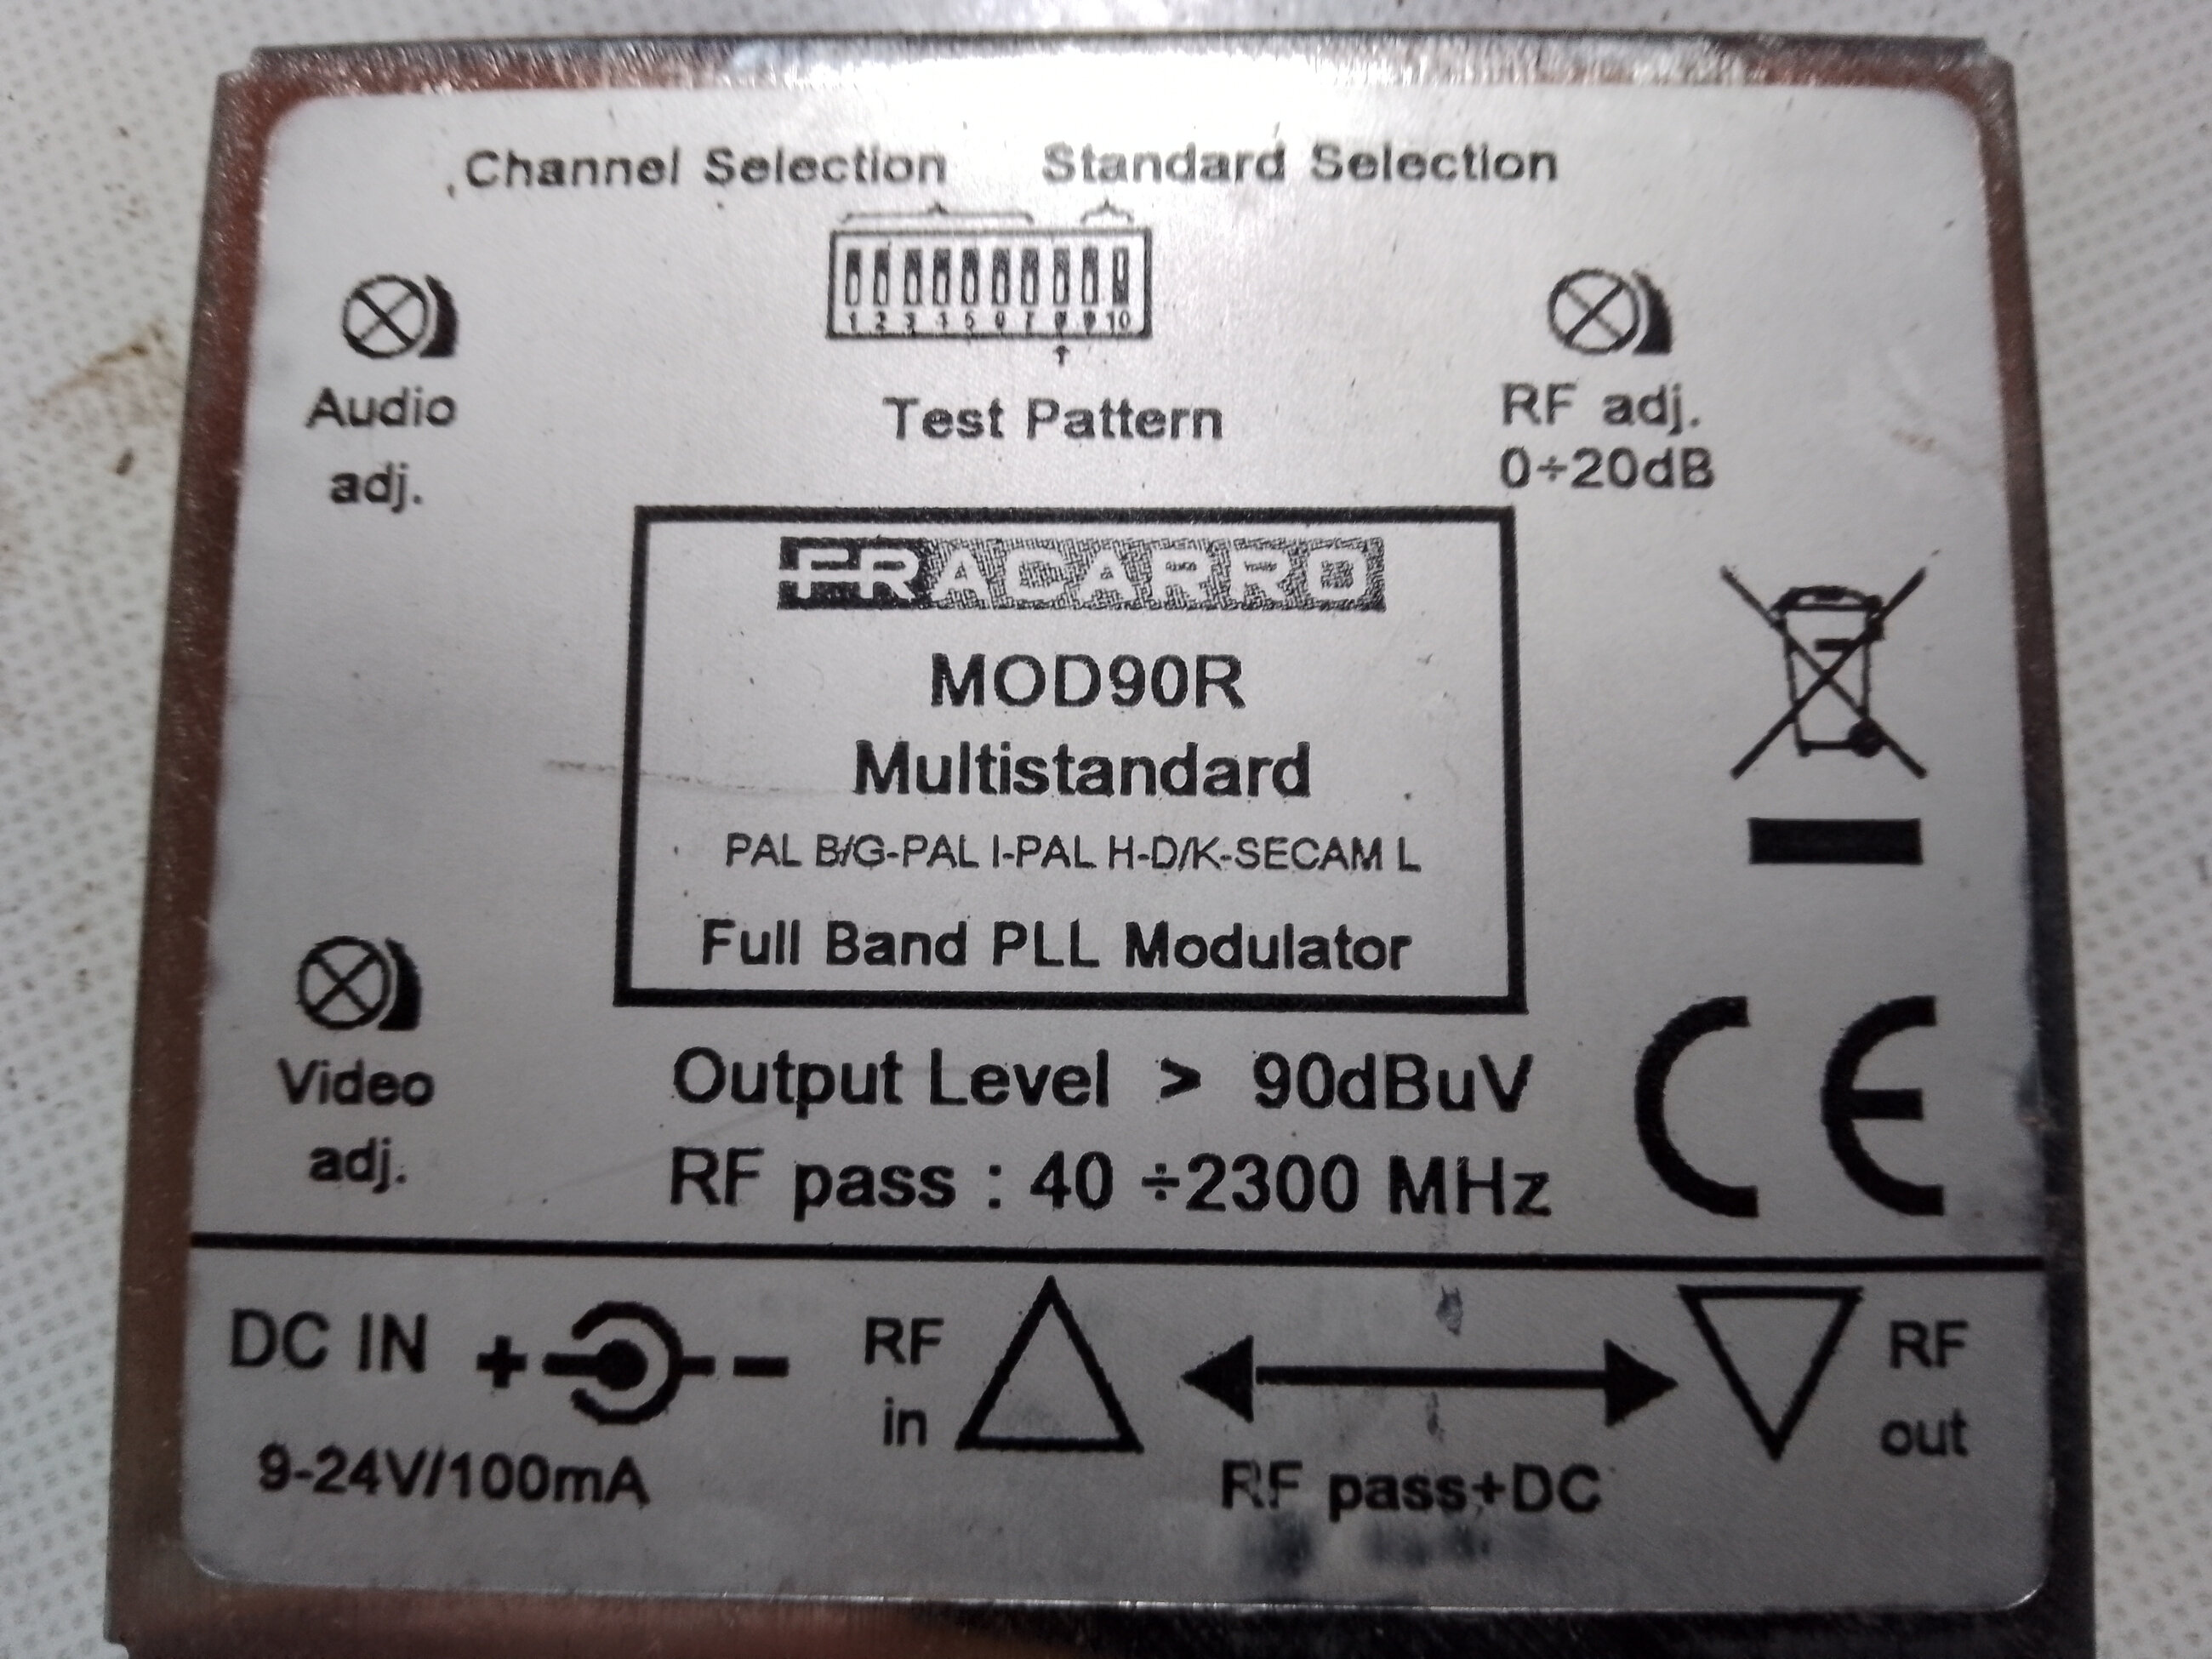 Channel Selection Standard Selection
1 2 3 4 5 6 7 8 9 10
Audio
adj.
Test Pattern
RF adj.
0÷20dB
FRACARRO
MOD90R
Multistandard
PAL B/G-PAL I-PAL H-D/K-SECAM L
Full Band PLL Modulator
Video
adj.
Output Level > 90dBuV
RF pass : 40 ÷2300 MHz
CE
DC IN + -
9-24V/100mA
RF
in
RF pass+DC
RF
out